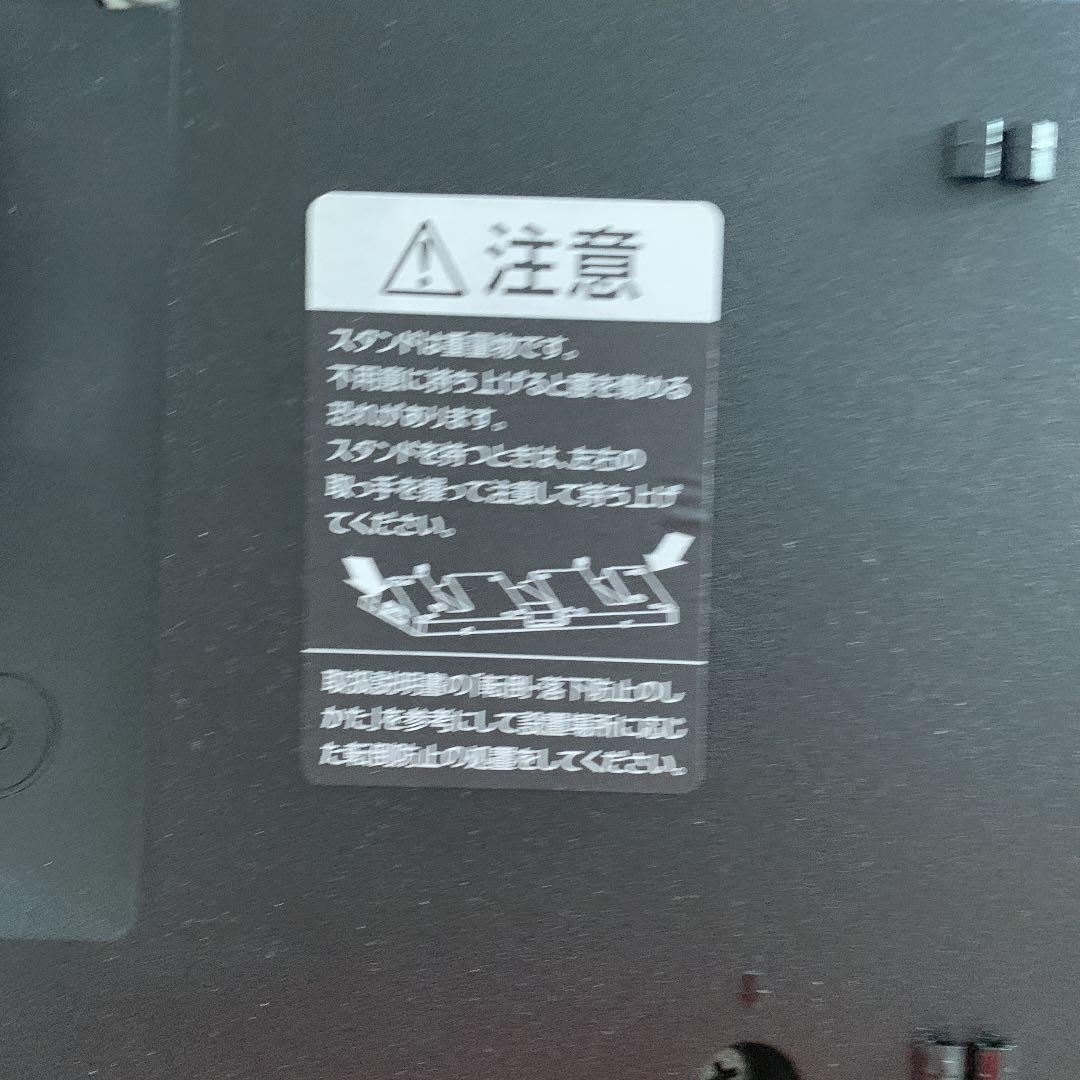 注意
スタンドは重量物です。
不用意に持ち上げると腰を痛める
恐れがあります。
スタンドを持つときは、左右の
取っ手を握って注意して持ち上げ
てください。
取扱説明書の「転倒・落下防止のし
かた」を参考にして設置場所に応じ
た転倒防止の処置をしてください。